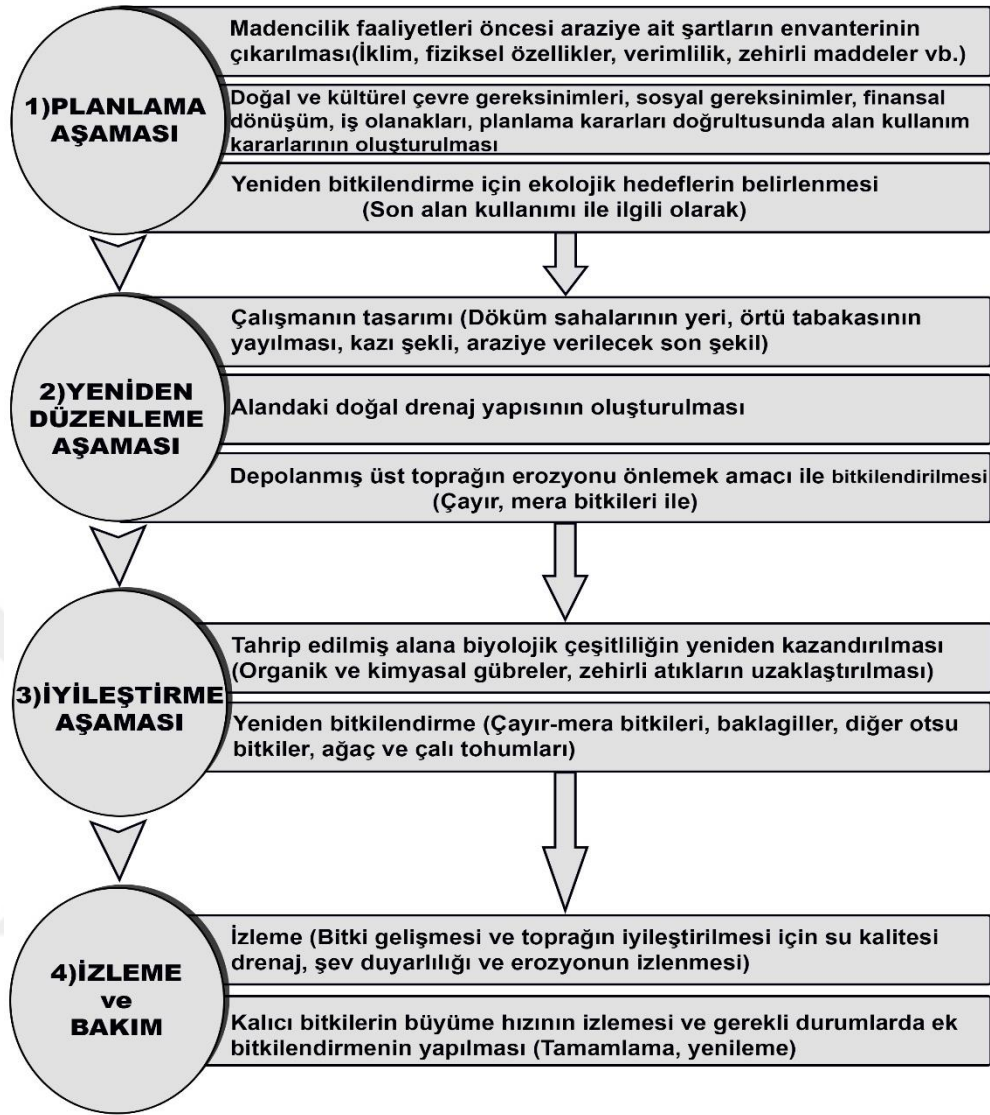 1)PLANLAMA
AŞAMASI
Madencilik faaliyetleri öncesi araziye ait şartların envanterinin
çıkarılması(İklim, fiziksel özellikler, verimlilik, zehirli maddeler vb.)
Doğal ve kültürel çevre gereksinimleri, sosyal gereksinimler, finansal
dönüşüm, iş olanakları, planlama kararları doğrultusunda alan kullanım
kararlarının oluşturulması
Yeniden bitkilendirme için ekolojik hedeflerin belirlenmesi
(Son alan kullanımı ile ilgili olarak)
2)YENİDEN
DÜZENLEME
AŞAMASI
Çalışmanın tasarımı (Döküm sahalarının yeri, örtü tabakasının
yayılması, kazı şekli, araziye verilecek son şekil)
Alandaki doğal drenaj yapısının oluşturulması
Depolanmış üst toprağın erozyonu önlemek amacı ile bitkilendirilmesi
(Çayır, mera bitkileri ile)
3)İYİLEŞTİRME
AŞAMASI
Tahrip edilmiş alana biyolojik çeşitliliğin yeniden kazandırılması
(Organik ve kimyasal gübreler, zehirli atıkların uzaklaştırılması)
Yeniden bitkilendirme (Çayır-mera bitkileri, baklagiller, diğer otsu
bitkiler, ağaç ve çalı tohumları)
4)İZLEME
ve
BAKIM
İzleme (Bitki gelişmesi ve toprağın iyileştirilmesi için su kalitesi
drenaj, şev duyarlılığı ve erozyonun izlenmesi)
Kalıcı bitkilerin büyüme hızının izlemesi ve gerekli durumlarda ek
bitkilendirmenin yapılması (Tamamlama, yenileme)